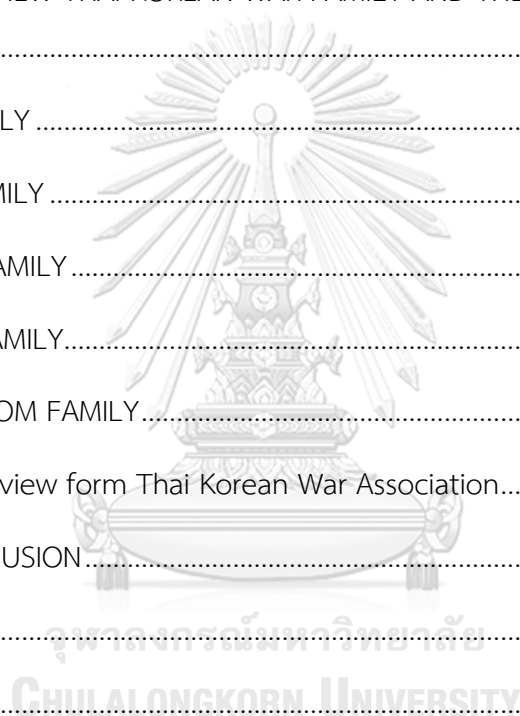 VIEW THAI KOREAN WAR FAMILY AND THE
....................................................................
LY ....................................................................
MILY ....................................................................
AMILY ....................................................................
AMILY....................................................................
OM FAMILY....................................................................
view form Thai Korean War Association...
USION ....................................................................
....................................................................
จุฬาลงกรณ์มหาวิทยาลัย
....................................................................
CHULALONGKORN UNIVERSITY